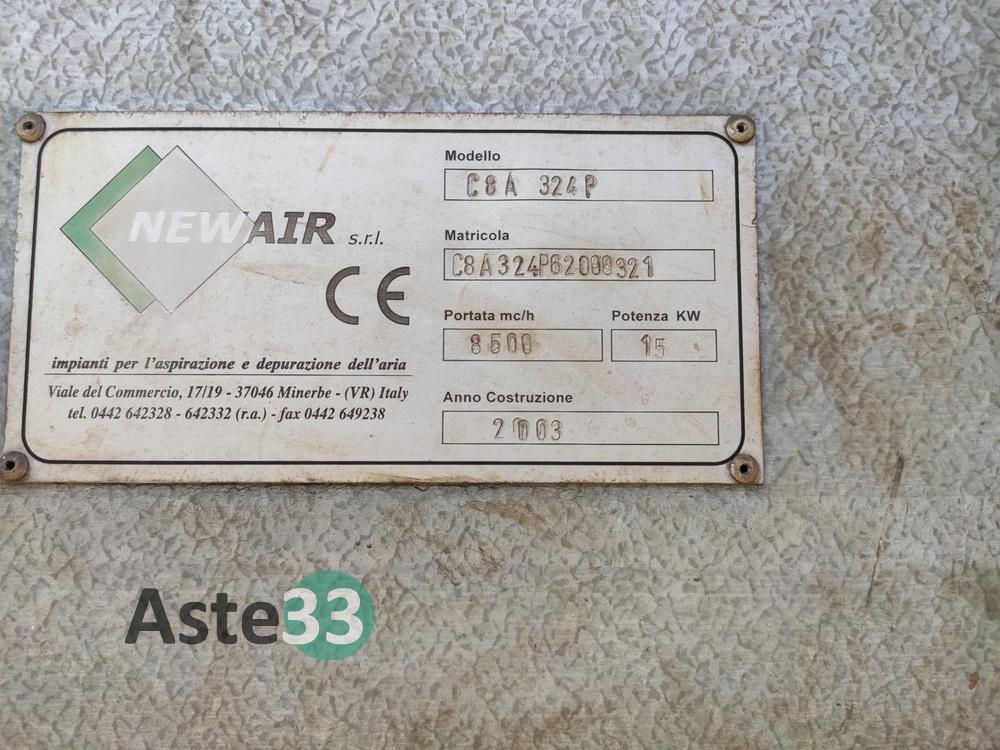 NEWAIR s.r.l.
CE
impianti per l'aspirazione e depurazione dell'aria
Viale del Commercio, 17/19 - 37046 Minerbe - (VR) Italy
tel. 0442 642328 - 642332 (r.a.) - fax 0442 649238
Modello
C8A 324P
Matricola
C8A324P62000321
Portata mc/h
8500
Potenza KW
15
Anno Costruzione
2003
Aste33